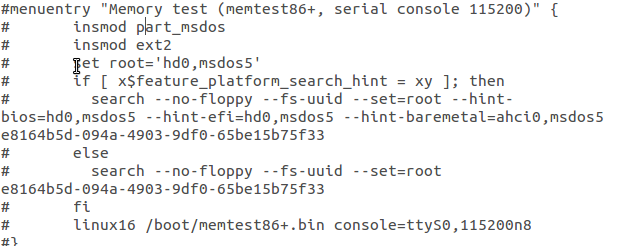 #menuentry "Memory test (memtest86+, serial console 115200)" {
#       insmod part_msdos
#       insmod ext2
#       set root='hd0,msdos5'
#       if [ x$feature_platform_search_hint = xy ]; then
#         search --no-floppy --fs-uuid --set=root --hint-
bios=hd0,msdos5 --hint-efi=hd0,msdos5 --hint-baremetal=ahci0,msdos5
e8164b5d-094a-4903-9df0-65be15b75f33
#       else
#         search --no-floppy --fs-uuid --set=root
e8164b5d-094a-4903-9df0-65be15b75f33
#       fi
#       linux16 /boot/memtest86+.bin console=ttyS0,115200n8
#}